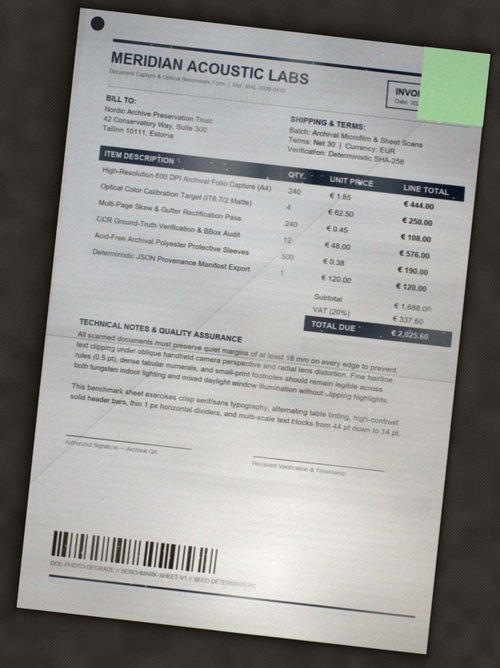 MERIDIAN ACOUSTIC LABS
Document Capture & Optical Benchmark Form | Ref: MAL-2026-0419
Date:
BILL TO:
Nordic Archive Preservation Trust
42 Conservatory Way, Suite 300
Tallinn 10111, Estonia
SHIPPING & TERMS:
Batch: Archival Microfilm & Sheet Scans
Terms: Net 30 | Currency: EUR
Verification: Deterministic SHA-256
ITEM DESCRIPTION QTY. UNIT PRICE LINE TOTAL
High-Resolution 600 DPI Archival Folio Capture (A4) 240 € 1.85 € 444.00
Optical Color Calibration Target (IT8.7/2 Matte) 4 € 62.50 € 250.00
Multi-Page Skew & Gutter Rectification Pass 240 € 0.45 € 108.00
OCR Ground-Truth Verification & BBox Audit 12 € 48.00 € 576.00
Acid-Free Archival Polyester Protective Sleeves 500 € 0.38 € 190.00
Deterministic JSON Provenance Manifest Export 1 € 120.00 € 120.00
Subtotal € 1,688.00
VAT (20%) € 337.60
TOTAL DUE € 2,025.60
TECHNICAL NOTES & QUALITY ASSURANCE
All scanned documents must preserve quiet margins of at least 18 mm on every edge to prevent
text clipping under oblique handheld camera perspective and radial lens distortion. Fine hairline
rules (0.5 pt), dense tabular numerals, and small-print footnotes should remain legible across
both tungsten indoor lighting and mixed daylight window illumination without clipping highlights.
This benchmark sheet exercises crisp serif/sans typography, alternating table tinting, high-contrast
solid header bars, thin 1 px horizontal dividers, and multi-scale text blocks from 44 pt down to 14 pt.
Authorized Signature — Archival QA
Recipient Verification & Timestamp
DOC-PHOTO-DEGRADE // BENCHMARK-SHEET-V1 // SEED-DETERMINISTIC